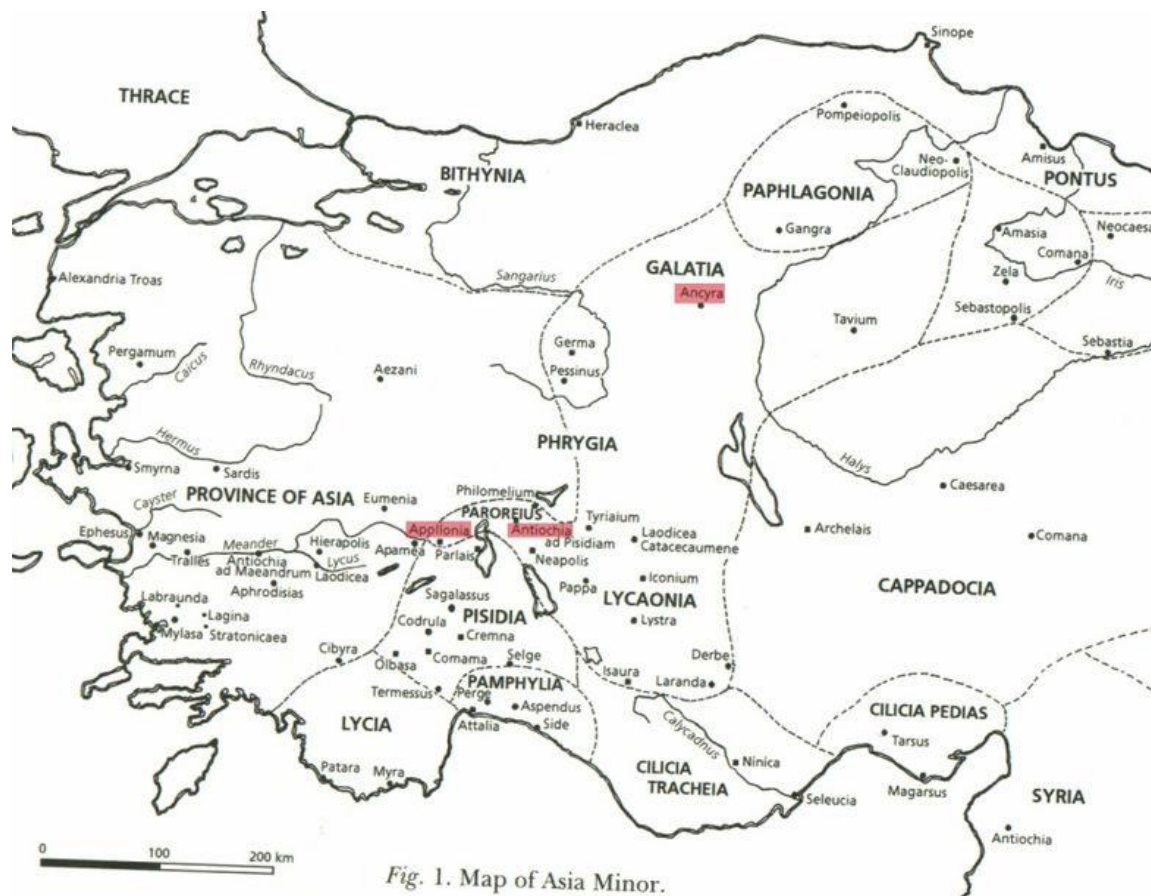 Sinope
THRACE
Pompeiopolis
Heraclea
Neo-
Claudiopolis
Amisus
BITHYNIA
PONTUS
PAPHLAGONIA
Gangra
Amasia
Neocaesa
Comana
GALATIA
Zela
Iris
Sangarius
Alexandria Troas
Ancyra
Tavium
Sebastopolis
Germa
Sebastia
Pergamum
Caicus
Rhyndacus
Aezani
Pessinus
Hermus
PHRYGIA
Halys
Smyrna
Sardis
Caesarea
PROVINCE OF ASIA
Eumenia
Philomelium
PAROREIUS
Cayster
Apollonia
Antiochia
ad Pisidiam
Tyriaium
Laodicea
Catacecaumene
Archelais
Comana
Ephesus
Magnesia
Meander
Hierapolis
Lycus
Apamea
Parlais
Neapolis
Tralles
Antiochia
ad Maeandrum
Laodicea
Pappa
Iconium
CAPPADOCIA
Aphrodisias
LYCAONIA
Labraunda
Lagina
Sagalassus
PISIDIA
Lystra
Mylasa
Stratonicaea
Codrula
Cremna
Cibyra
Olbasa
Comama
Selge
Isaura
Derbe
Laranda
PAMPHYLIA
Termessus
Perge
Aspendus
Attalia
Side
LYCIA
Calycadnus
CILICIA PEDIAS
Tarsus
Patara
Myra
CILICIA
TRACHEIA
Ninica
Seleucia
Magarsus
SYRIA
Antiochia
0 100 200 km
Fig. 1. Map of Asia Minor.